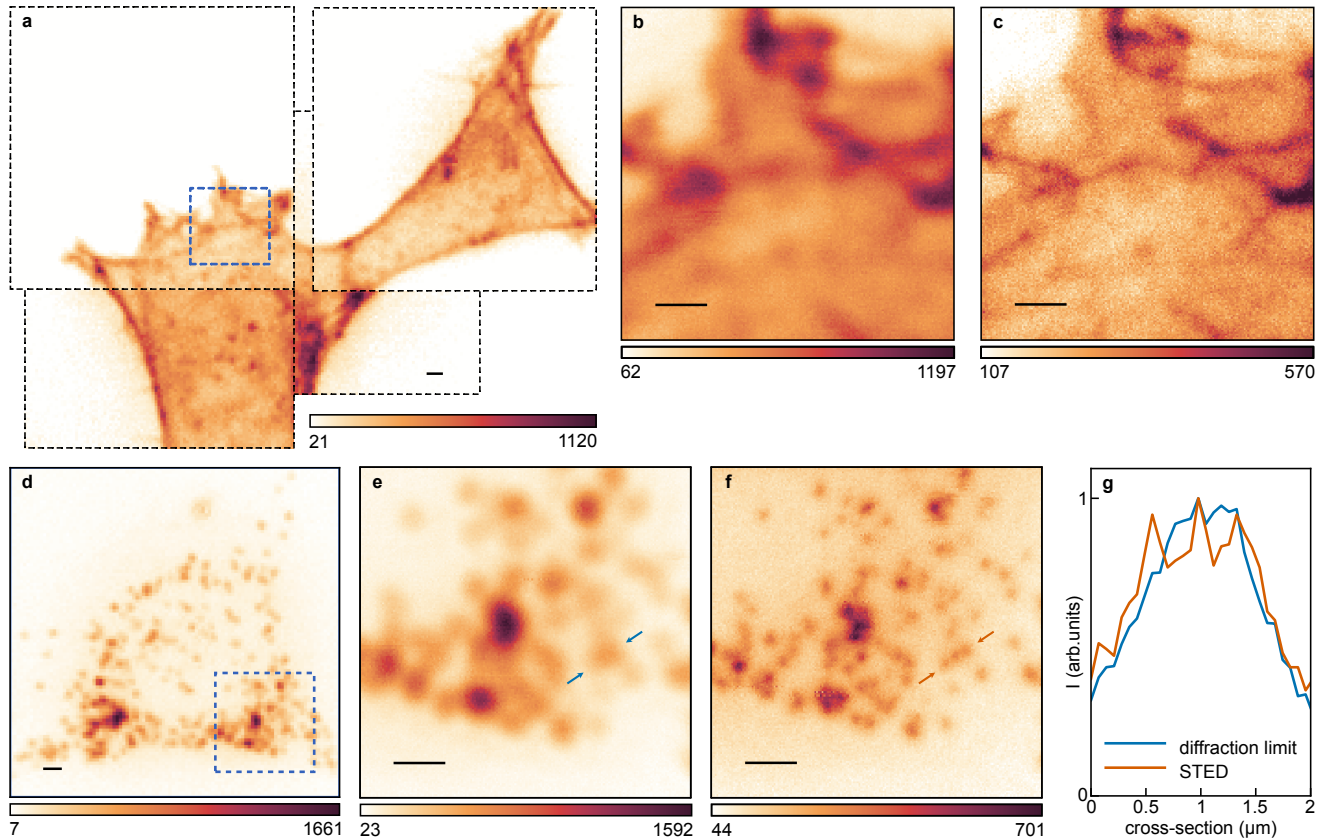 a
21
1120
b
62
1197
c
107
570
d
7
1661
e
23
1592
f
44
701
g
1
I (arb.units)
diffraction limit
STED
0
0 0.5 1 1.5 2
cross-section (µm)